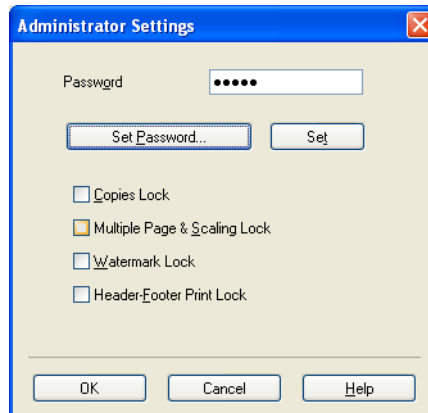 Administrator Settings
Password •••••
Set Password... Set
Copies Lock
Multiple Page & Scaling Lock
Watermark Lock
Header-Footer Print Lock
OK Cancel Help